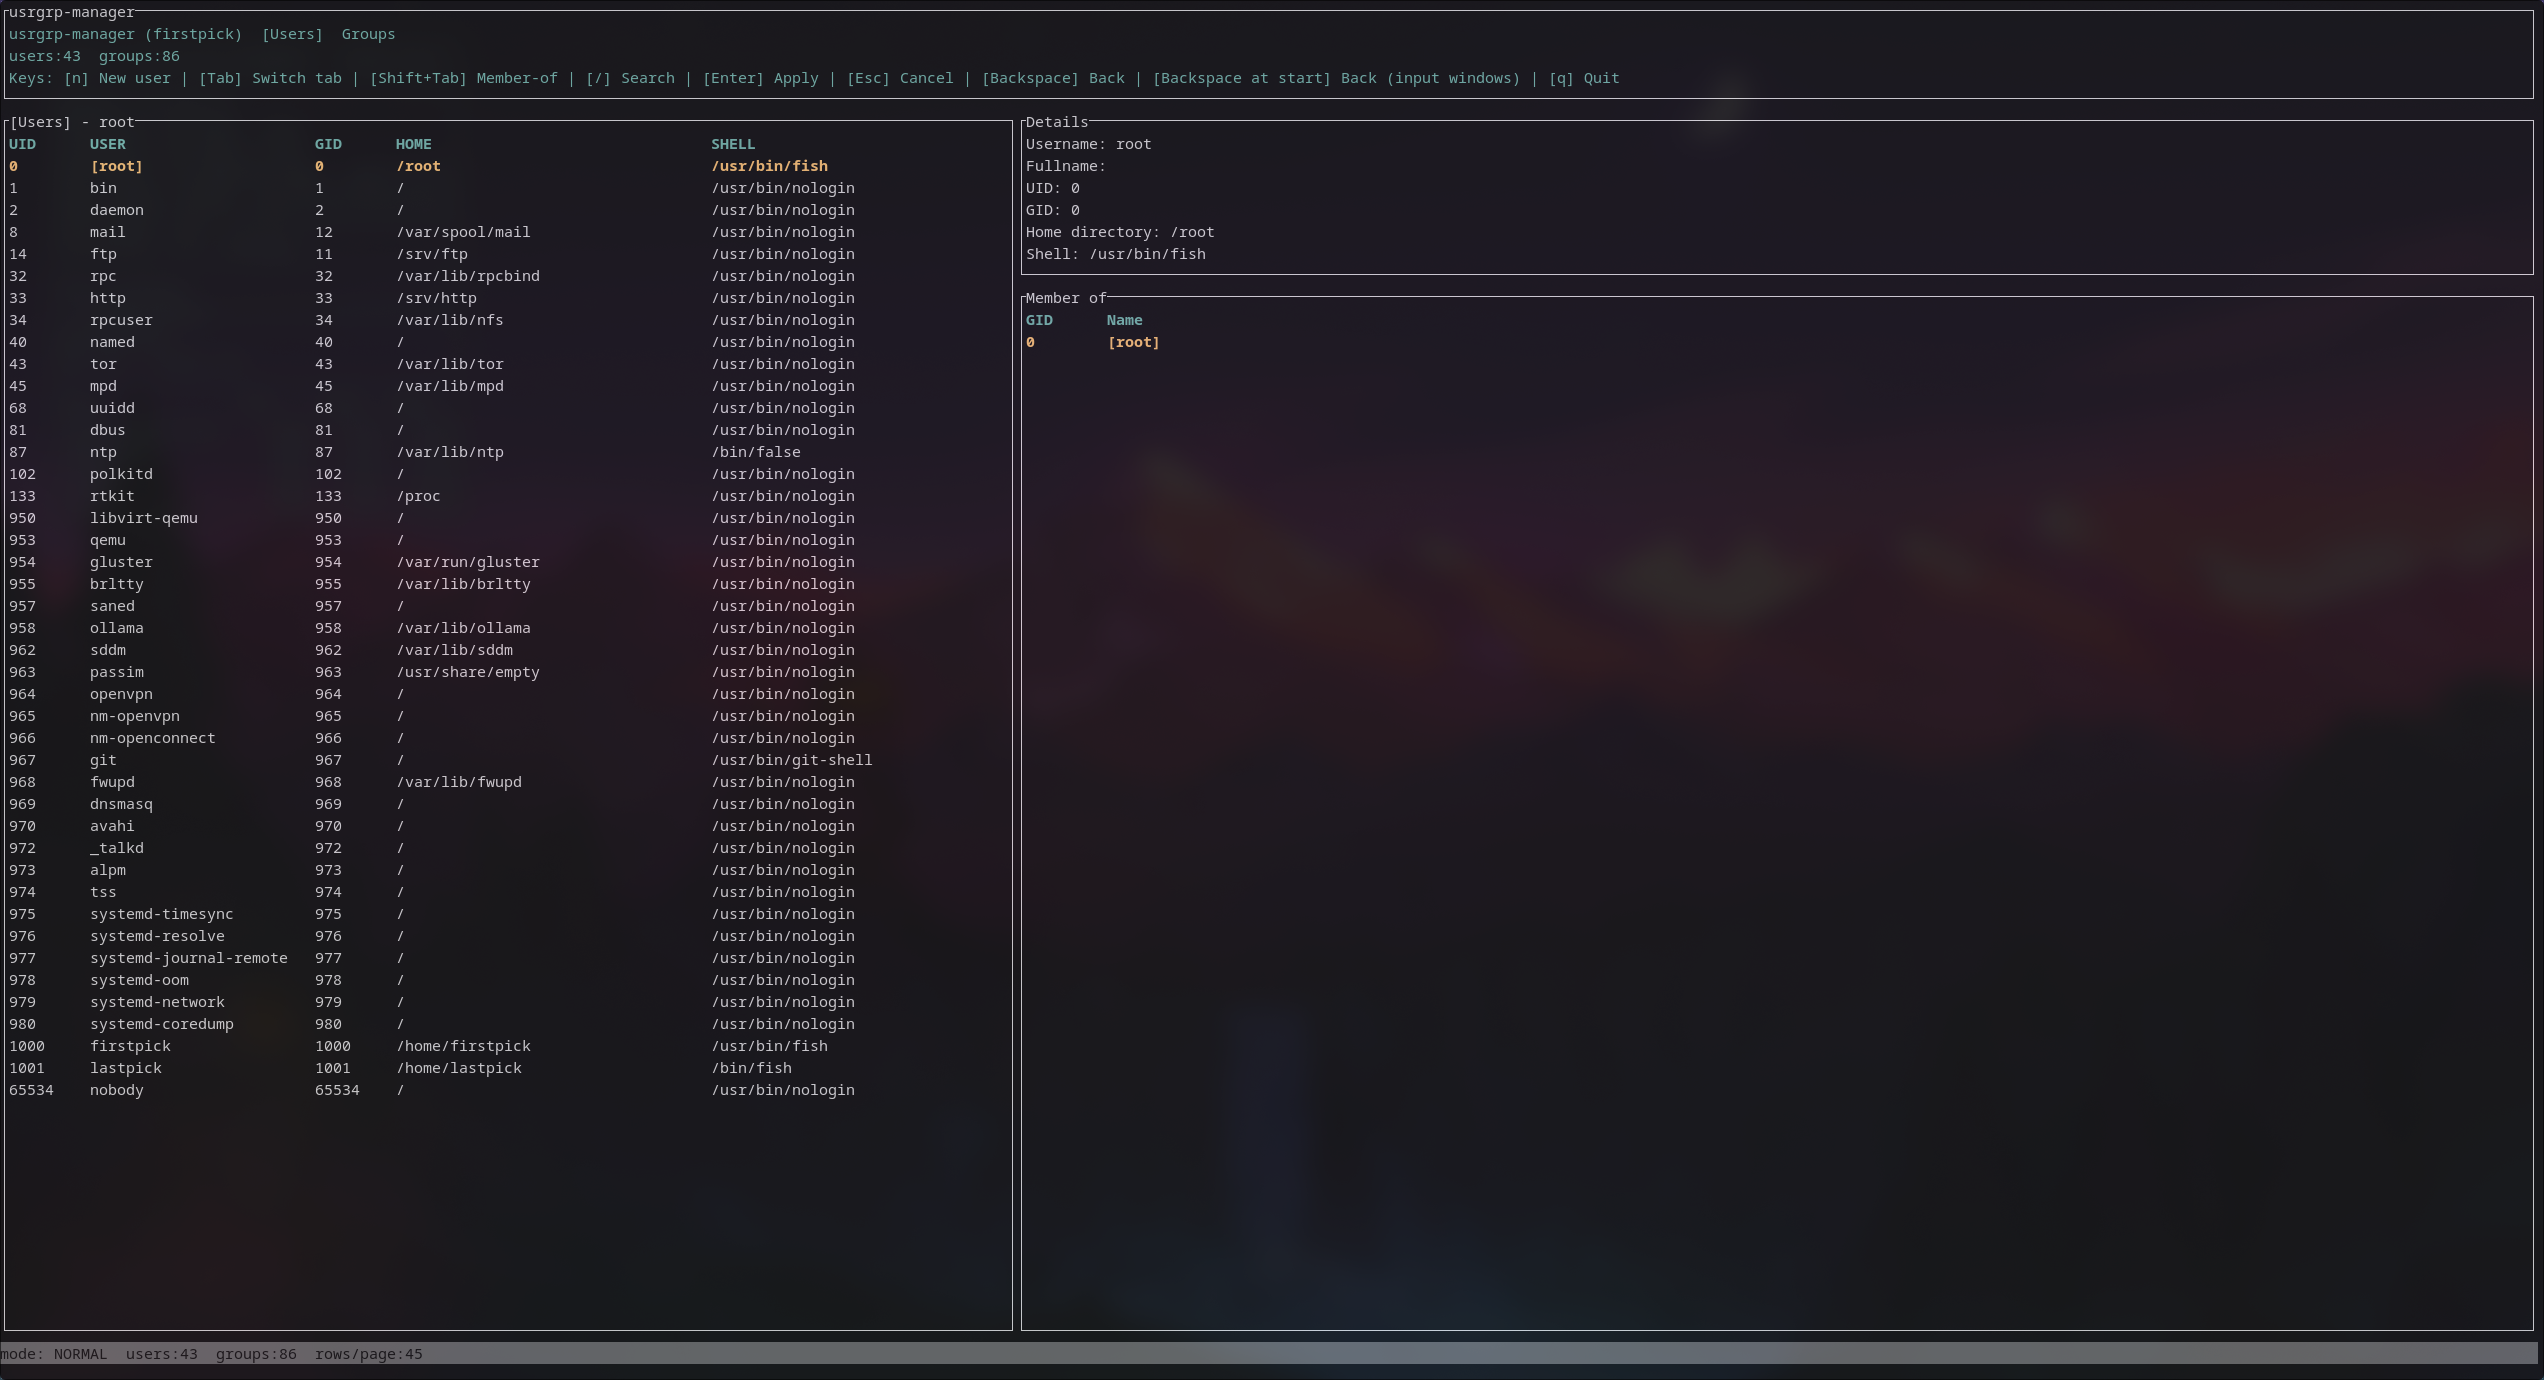 usrgrp-manager
usrgrp-manager (firstpick)  [Users]  Groups
users:43  groups:86
Keys: [n] New user | [Tab] Switch tab | [Shift+Tab] Member-of | [/] Search | [Enter] Apply | [Esc] Cancel | [Backspace] Back | [Backspace at start] Back (input windows) | [q] Quit
[Users] - root
UID USER GID HOME SHELL
0 [root] 0 /root /usr/bin/fish
1 bin 1 / /usr/bin/nologin
2 daemon 2 / /usr/bin/nologin
8 mail 12 /var/spool/mail /usr/bin/nologin
14 ftp 11 /srv/ftp /usr/bin/nologin
32 rpc 32 /var/lib/rpcbind /usr/bin/nologin
33 http 33 /srv/http /usr/bin/nologin
34 rpcuser 34 /var/lib/nfs /usr/bin/nologin
40 named 40 / /usr/bin/nologin
43 tor 43 /var/lib/tor /usr/bin/nologin
45 mpd 45 /var/lib/mpd /usr/bin/nologin
68 uuidd 68 / /usr/bin/nologin
81 dbus 81 / /usr/bin/nologin
87 ntp 87 /var/lib/ntp /bin/false
102 polkitd 102 / /usr/bin/nologin
133 rtkit 133 /proc /usr/bin/nologin
950 libvirt-qemu 950 / /usr/bin/nologin
953 qemu 953 / /usr/bin/nologin
954 gluster 954 /var/run/gluster /usr/bin/nologin
955 brltty 955 /var/lib/brltty /usr/bin/nologin
957 saned 957 / /usr/bin/nologin
958 ollama 958 /var/lib/ollama /usr/bin/nologin
962 sddm 962 /var/lib/sddm /usr/bin/nologin
963 passim 963 /usr/share/empty /usr/bin/nologin
964 openvpn 964 / /usr/bin/nologin
965 nm-openvpn 965 / /usr/bin/nologin
966 nm-openconnect 966 / /usr/bin/nologin
967 git 967 / /usr/bin/git-shell
968 fwupd 968 /var/lib/fwupd /usr/bin/nologin
969 dnsmasq 969 / /usr/bin/nologin
970 avahi 970 / /usr/bin/nologin
972 _talkd 972 / /usr/bin/nologin
973 alpm 973 / /usr/bin/nologin
974 tss 974 / /usr/bin/nologin
975 systemd-timesync 975 / /usr/bin/nologin
976 systemd-resolve 976 / /usr/bin/nologin
977 systemd-journal-remote 977 / /usr/bin/nologin
978 systemd-oom 978 / /usr/bin/nologin
979 systemd-network 979 / /usr/bin/nologin
980 systemd-coredump 980 / /usr/bin/nologin
1000 firstpick 1000 /home/firstpick /usr/bin/fish
1001 lastpick 1001 /home/lastpick /bin/fish
65534 nobody 65534 / /usr/bin/nologin
Details
Username: root
Fullname:
UID: 0
GID: 0
Home directory: /root
Shell: /usr/bin/fish
Member of
GID Name
0 [root]
mode: NORMAL  users:43  groups:86  rows/page:45